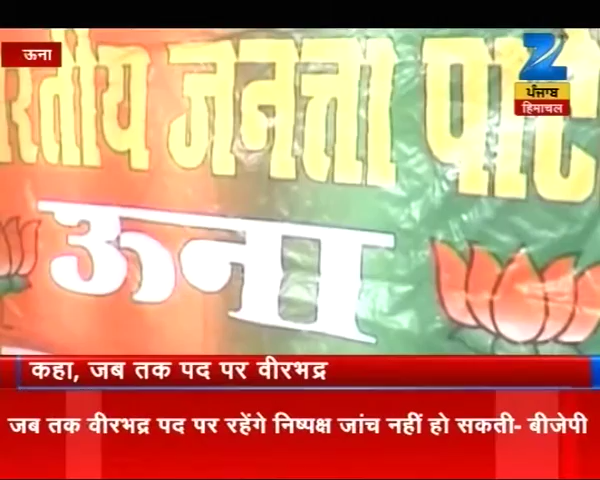 ऊना
रतीय जनत्ता पार्ट
Z
ਪੰਜਾਬ
हिमाचल
ऊना
कहा, जब तक पद पर वीरभद्र
जब तक वीरभद्र पद पर रहेंगे निष्पक्ष जांच नहीं हो सकती- बीजेपी